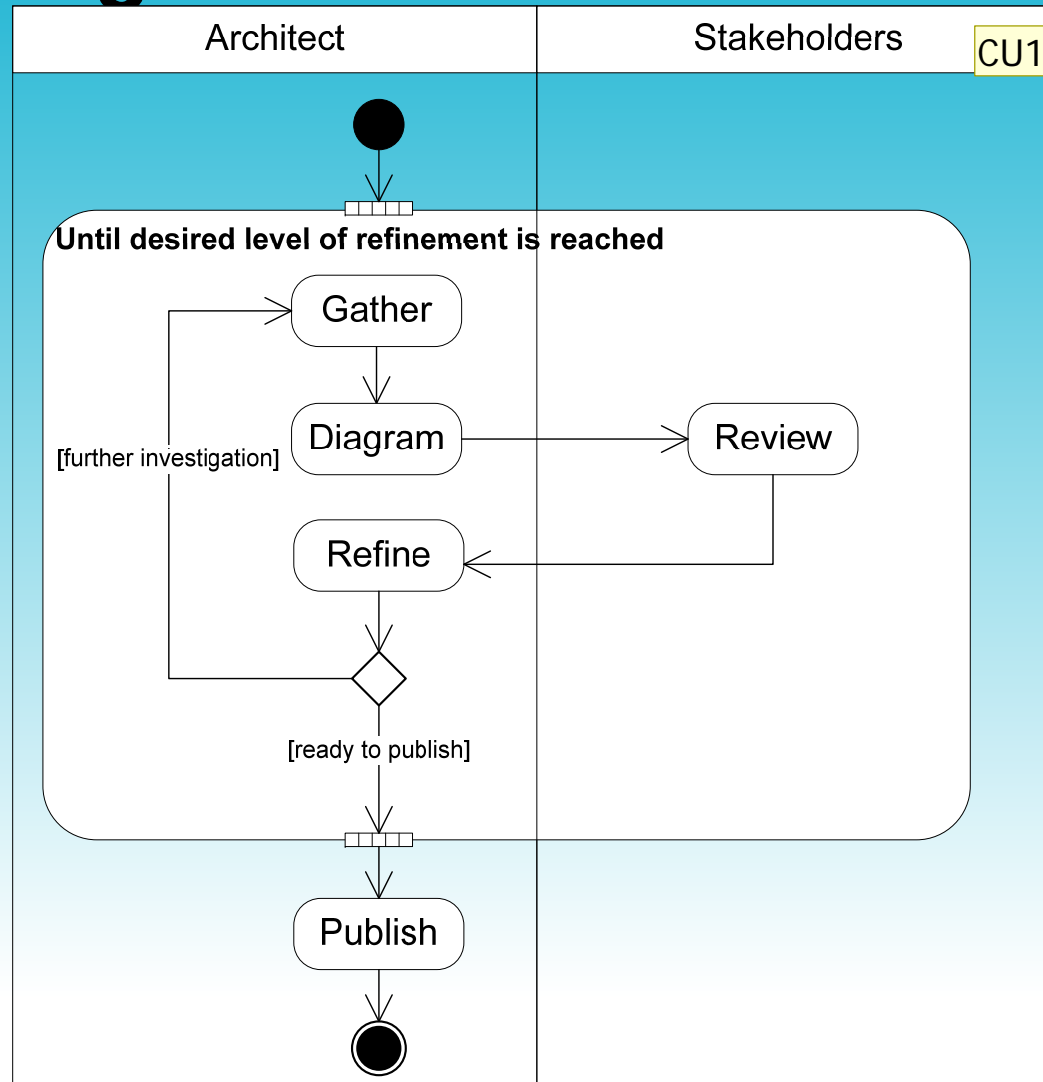 Architect
Stakeholders
CU1
Until desired level of refinement is reached
Gather
Diagram
Review
[further investigation]
Refine
[ready to publish]
Publish